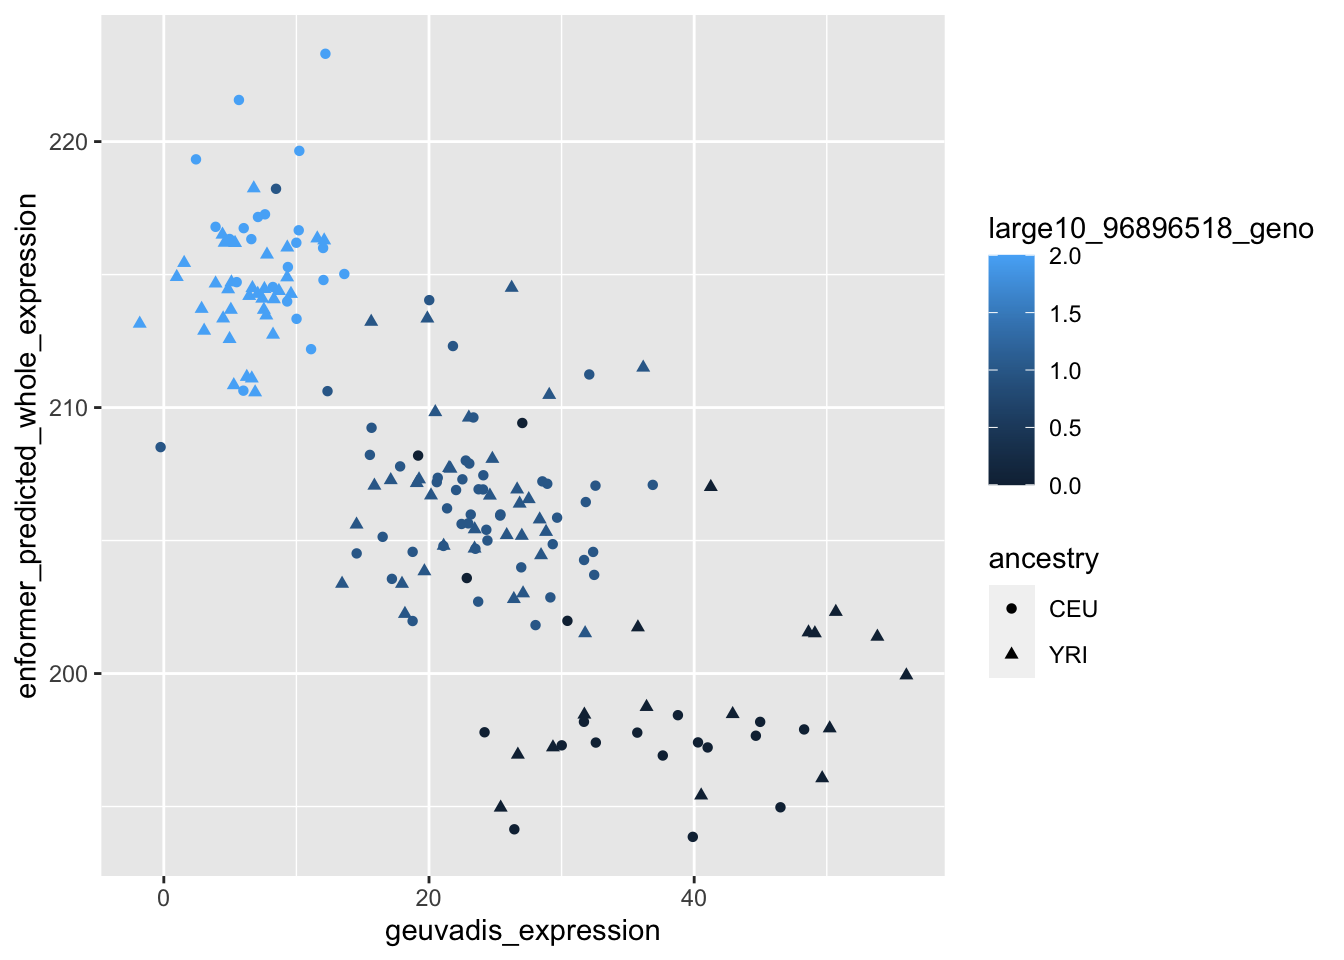 220
210
200
0
20
40
geuvadis_expression
enformer_predicted_whole_expression
large10_96896518_geno
2.0
1.5
1.0
0.5
0.0
ancestry
CEU
YRI